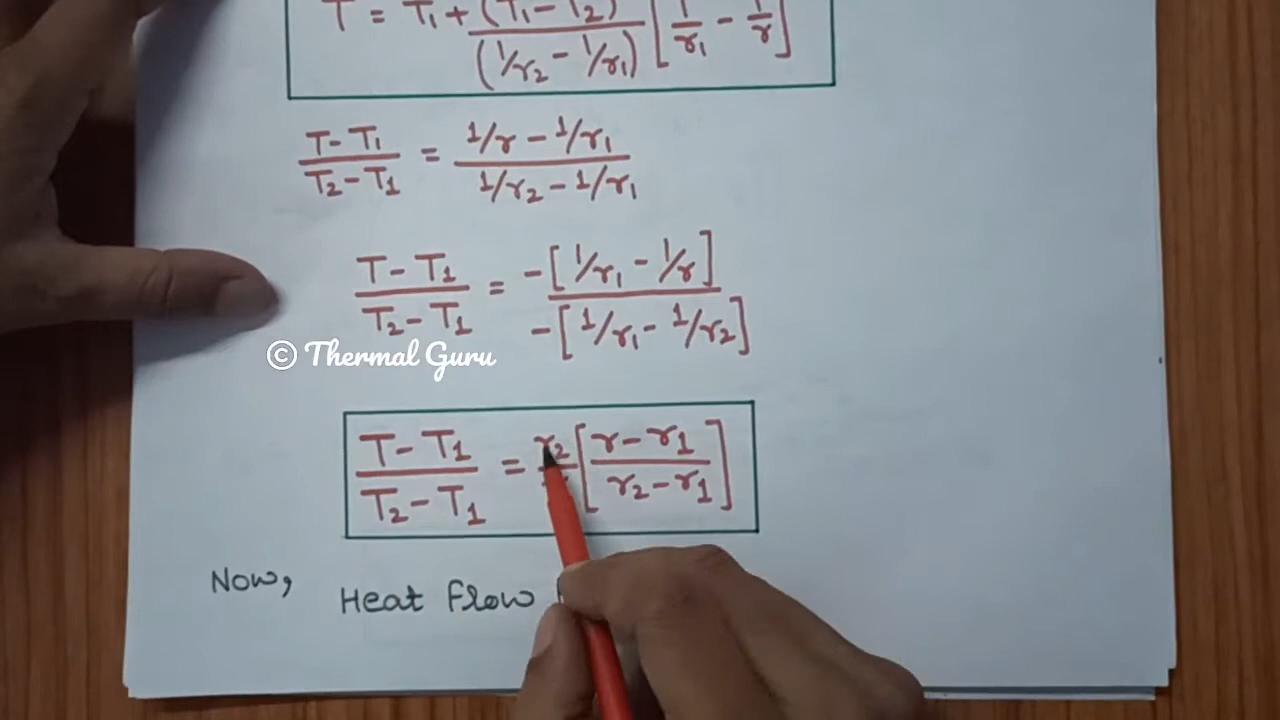 T = T₁ + (T₁ - T₂) / (1/r₂ - 1/r₁) [1/r₁ - 1/r]
(T - T₁) / (T₂ - T₁) = (1/r - 1/r₁) / (1/r₂ - 1/r₁)
(T - T₁) / (T₂ - T₁) = -[1/r₁ - 1/r] / -[1/r₁ - 1/r₂]
© Thermal Guru
(T - T₁) / (T₂ - T₁) = r₂ [(r - r₁) / (r₂ - r₁)]
Now,
Heat flow